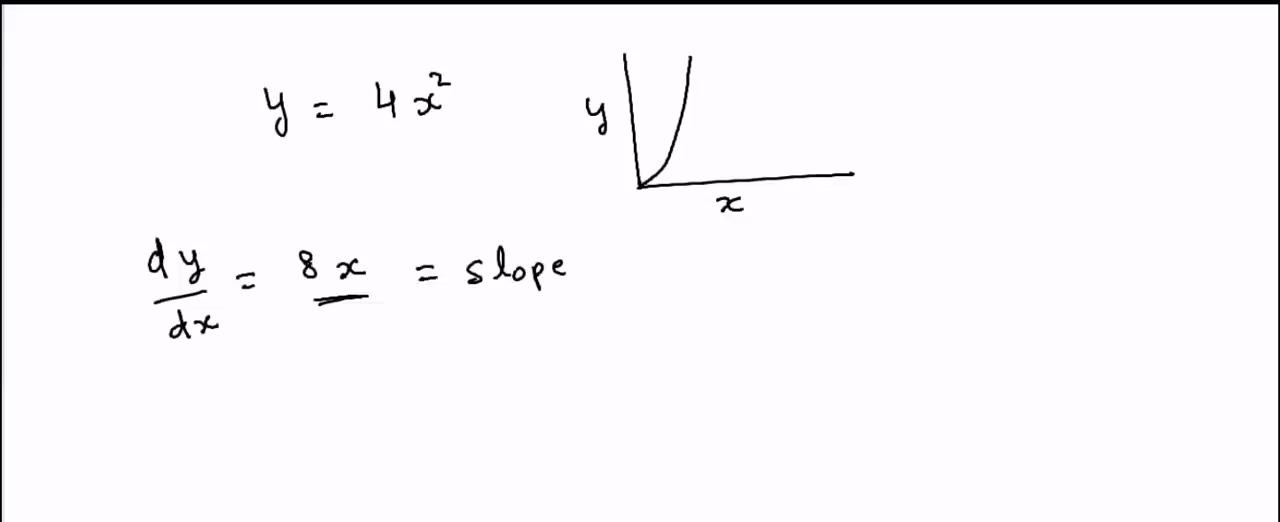 y = 4x²
y
x
dy/dx = 8x = slope